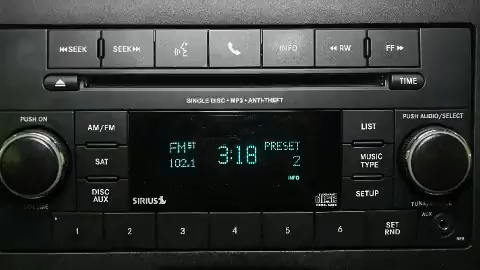 SEEK SEEK INFO RW FF
TIME
SINGLE DISC • MP3 • ANTI-THEFT
PUSH ON
PUSH AUDIO/SELECT
AM/FM
LIST
FM ST
PRESET
3:18
102.1
2
SAT
MUSIC
TYPE
INFO
DISC
AUX
SETUP
SIRIUS
disc
VOLUME
AUX
1 2 3 4 5 6
SET
RND